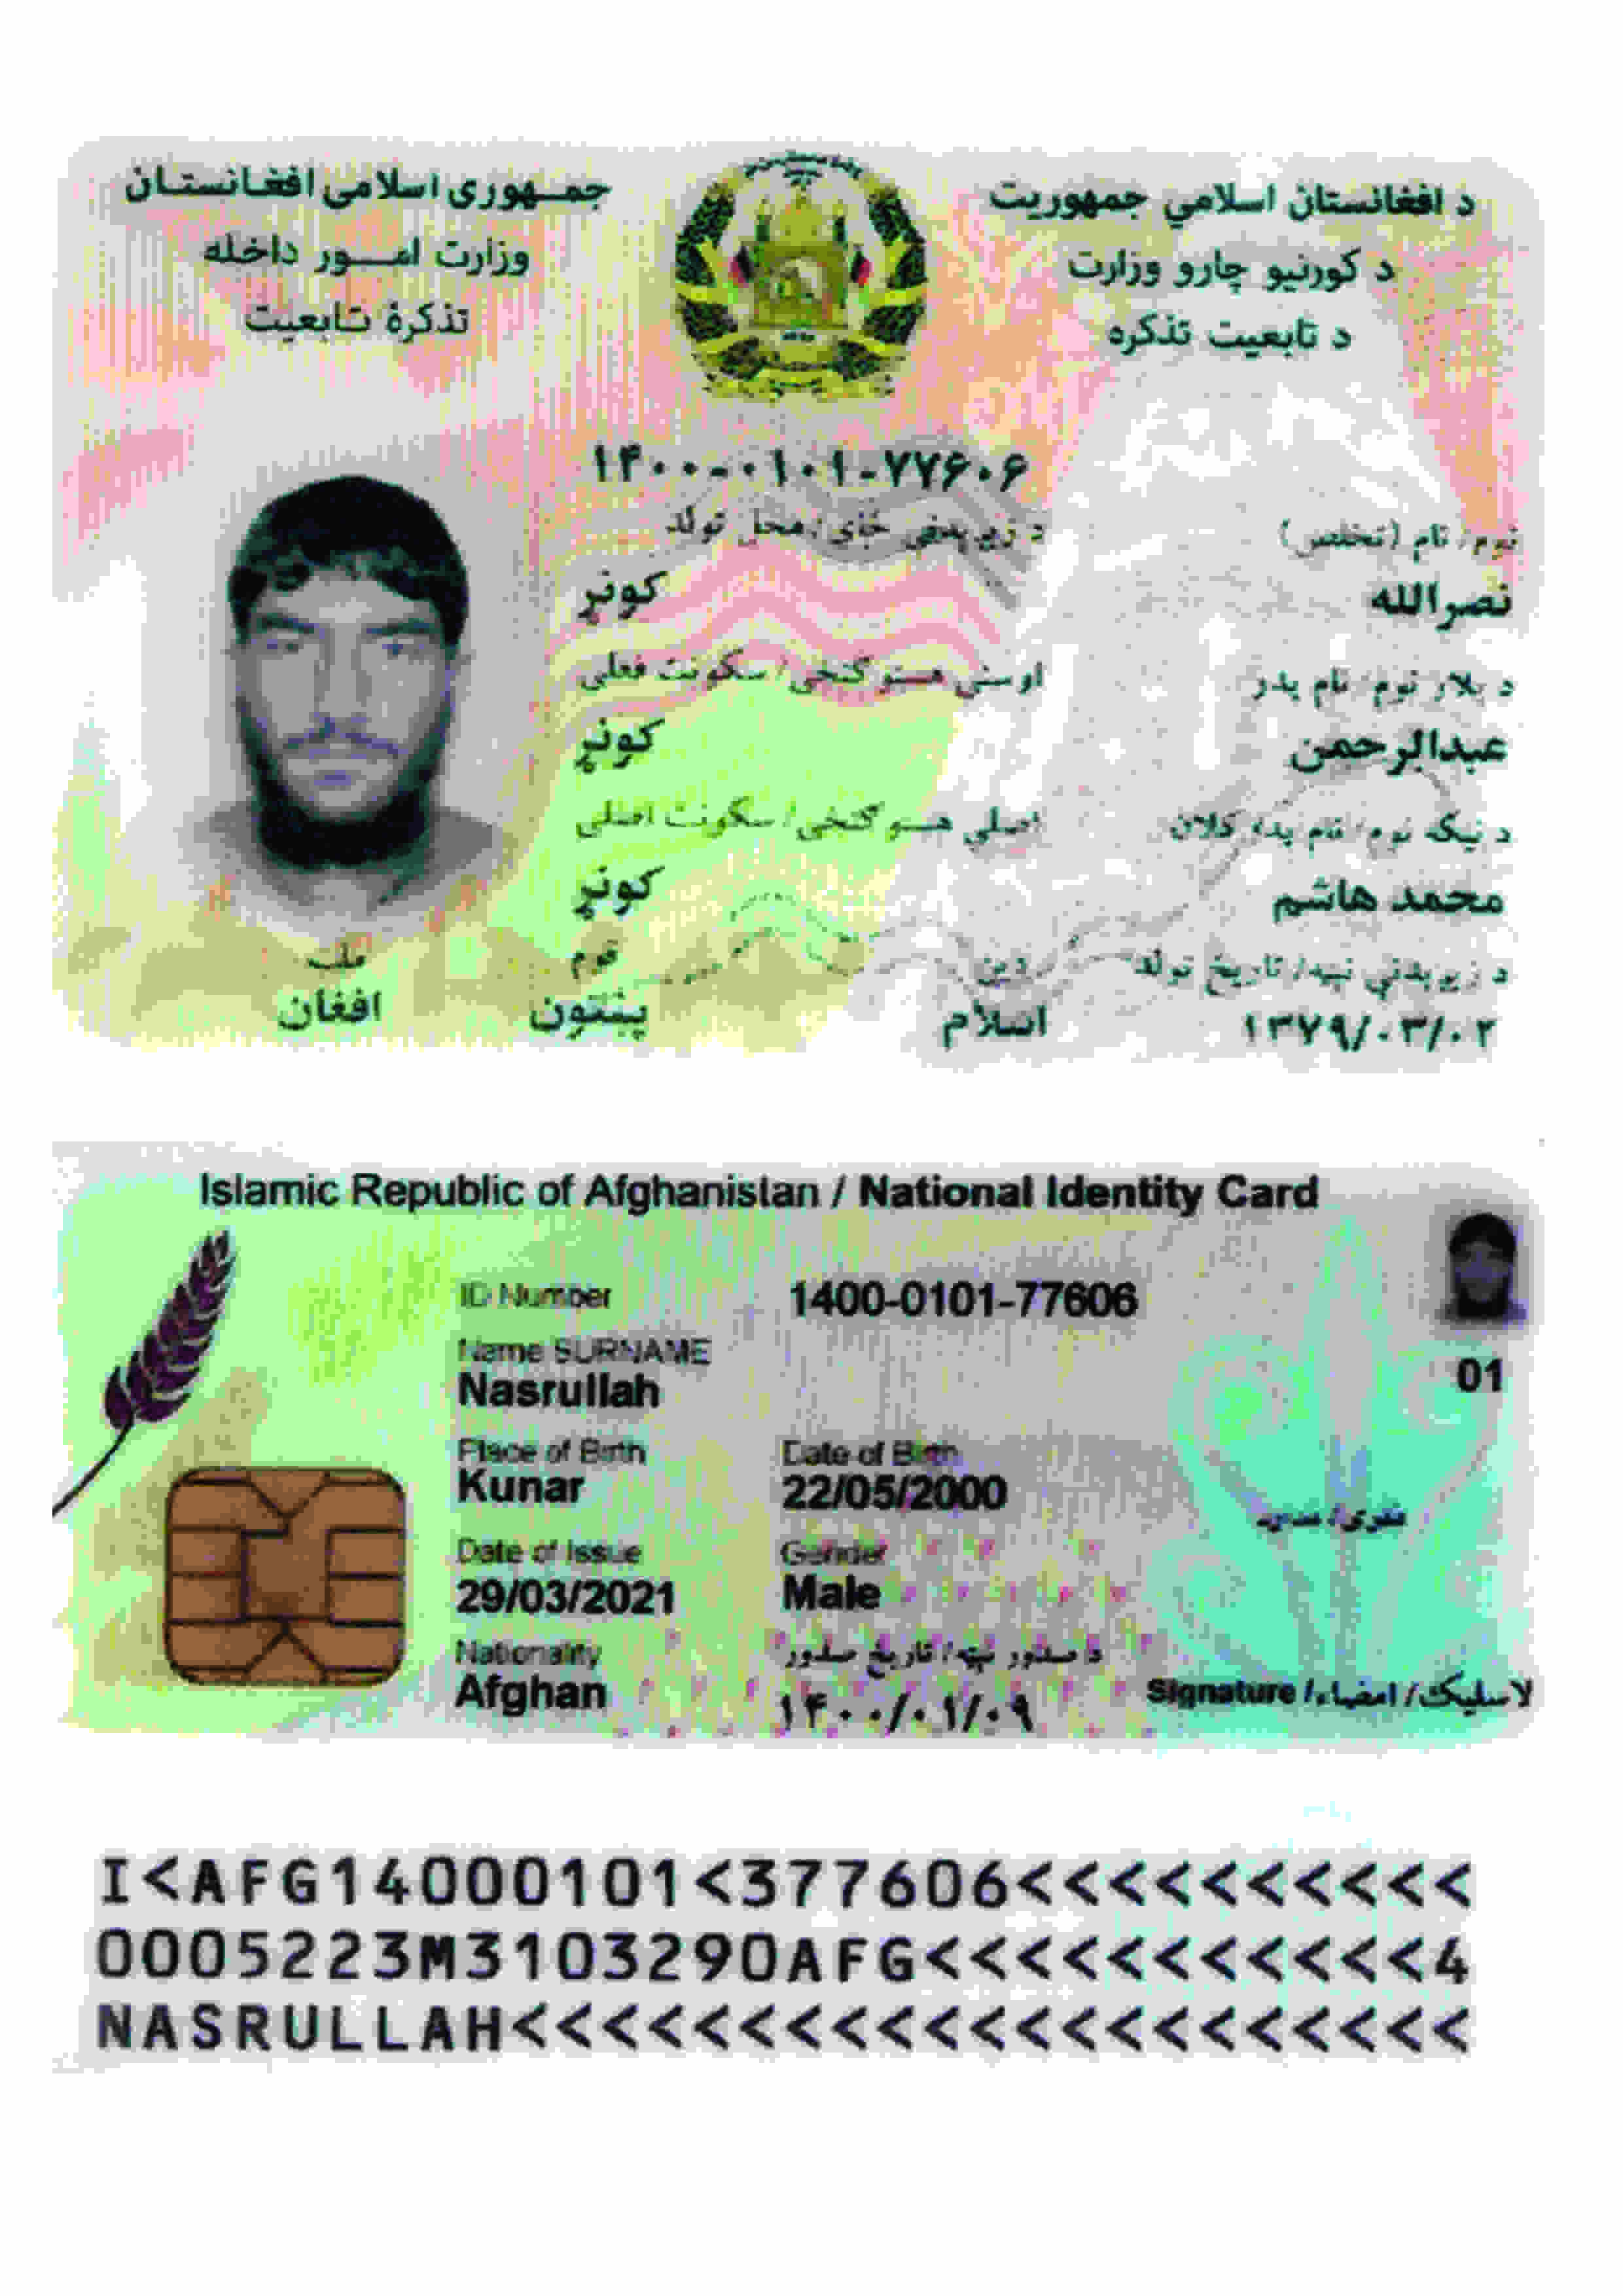 جمهوری اسلامی افغانستان
وزارت امور داخله
تذکرۀ تابعیت
د افغانستان اسلامي جمهوریت
د کورنیو چارو وزارت
د تابعیت تذکره
۱۴۰۰-۰۱۰۱-۷۷۶۰۶
نوم/ نام (تخلص)
نصرالله
د پلار نوم/ نام پدر
عبدالرحمن
د نیکه نوم/ نام پدر کلان
محمد هاشم
د زیږیدنې نېټه/ تاریخ تولد
۱۳۷۹/۰۳/۰۲
د زیږیدنې ځای/ محل تولد
کونړ
اوسنی هستوګنځی/ سکونت فعلی
کونړ
اصلي هستوګنځی/ سکونت اصلی
کونړ
دین
اسلام
قوم
پښتون
ملت
افغان
Islamic Republic of Afghanistan / National Identity Card
ID Number 1400-0101-77606
Name SURNAME
Nasrullah
01
Place of Birth Date of Birth
Kunar 22/05/2000
Date of Issue Gender
29/03/2021 Male
Nationality د صدور نېټه/ تاریخ صدور
Afghan ۱۴۰۰/۰۱/۰۹
Signature / لاسلیک/ امضاء
I<AFG14000101<377606<<<<<<<<<<
0005223M3103290AFG<<<<<<<<<<<4
NASRULLAH<<<<<<<<<<<<<<<<<<<<<